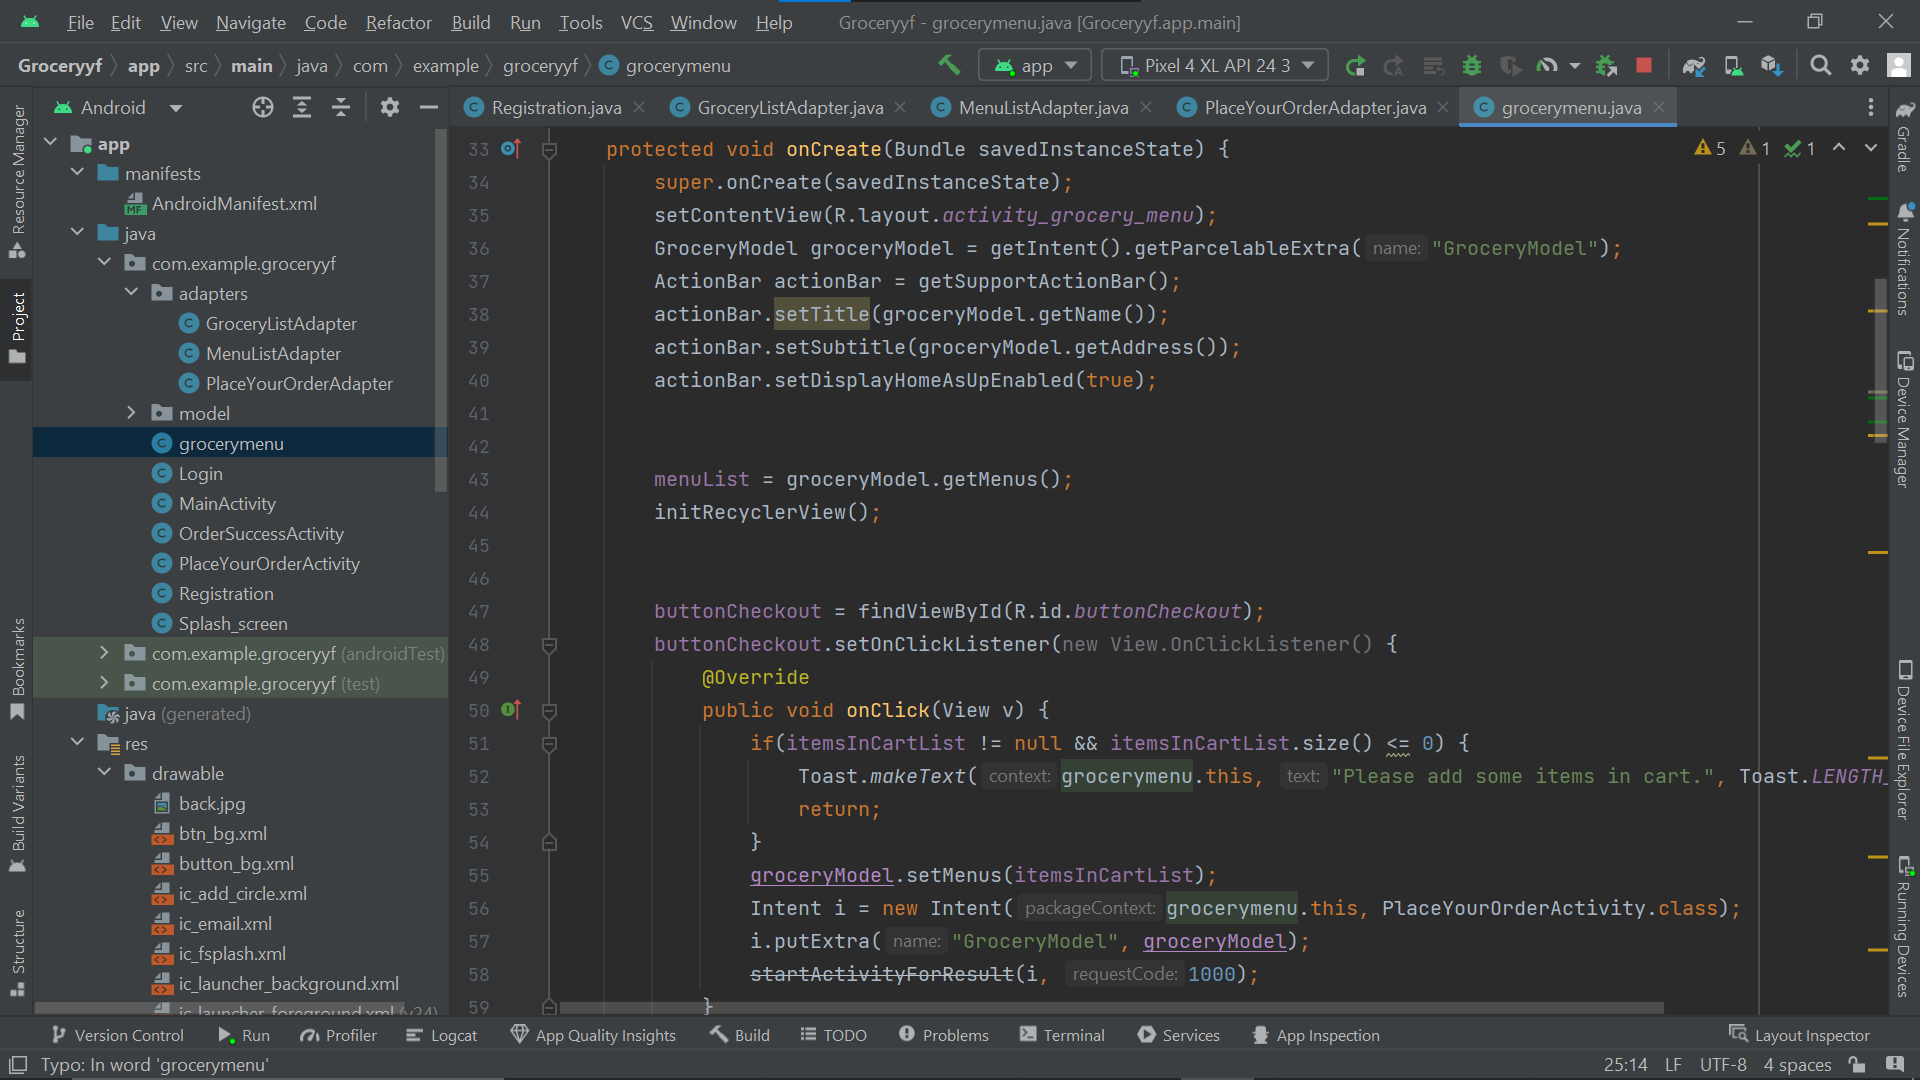 File Edit View Navigate Code Refactor Build Run Tools VCS Window Help Groceryyf - grocerymenu.java [Groceryyf.app.main]
Groceryyf app src main java com example groceryyf grocerymenu app Pixel 4 XL API 24 3
Android Registration.java GroceryListAdapter.java MenuListAdapter.java PlaceYourOrderAdapter.java grocerymenu.java
Resource Manager
Project
Bookmarks
Build Variants
Structure
app
manifests
AndroidManifest.xml
java
com.example.groceryyf
adapters
GroceryListAdapter
MenuListAdapter
PlaceYourOrderAdapter
model
grocerymenu
Login
MainActivity
OrderSuccessActivity
PlaceYourOrderActivity
Registration
Splash_screen
com.example.groceryyf (androidTest)
com.example.groceryyf (test)
java (generated)
res
drawable
back.jpg
btn_bg.xml
button_bg.xml
ic_add_circle.xml
ic_email.xml
ic_fsplash.xml
ic_launcher_background.xml
ic_launcher_foreground.xml (v24)
33 protected void onCreate(Bundle savedInstanceState) {
34 super.onCreate(savedInstanceState);
35 setContentView(R.layout.activity_grocery_menu);
36 GroceryModel groceryModel = getIntent().getParcelableExtra( name: "GroceryModel");
37 ActionBar actionBar = getSupportActionBar();
38 actionBar.setTitle(groceryModel.getName());
39 actionBar.setSubtitle(groceryModel.getAddress());
40 actionBar.setDisplayHomeAsUpEnabled(true);
41
42
43 menuList = groceryModel.getMenus();
44 initRecyclerView();
45
46
47 buttonCheckout = findViewById(R.id.buttonCheckout);
48 buttonCheckout.setOnClickListener(new View.OnClickListener() {
49 @Override
50 public void onClick(View v) {
51 if(itemsInCartList != null && itemsInCartList.size() <= 0) {
52 Toast.makeText( context: grocerymenu.this, text: "Please add some items in cart.", Toast.LENGTH_
53 return;
54 }
55 groceryModel.setMenus(itemsInCartList);
56 Intent i = new Intent( packageContext: grocerymenu.this, PlaceYourOrderActivity.class);
57 i.putExtra( name: "GroceryModel", groceryModel);
58 startActivityForResult(i, requestCode: 1000);
59 }
5 1 1
Gradle
Notifications
Device Manager
Device File Explorer
Running Devices
Version Control Run Profiler Logcat App Quality Insights Build TODO Problems Terminal Services App Inspection Layout Inspector
Typo: In word 'grocerymenu' 25:14 LF UTF-8 4 spaces